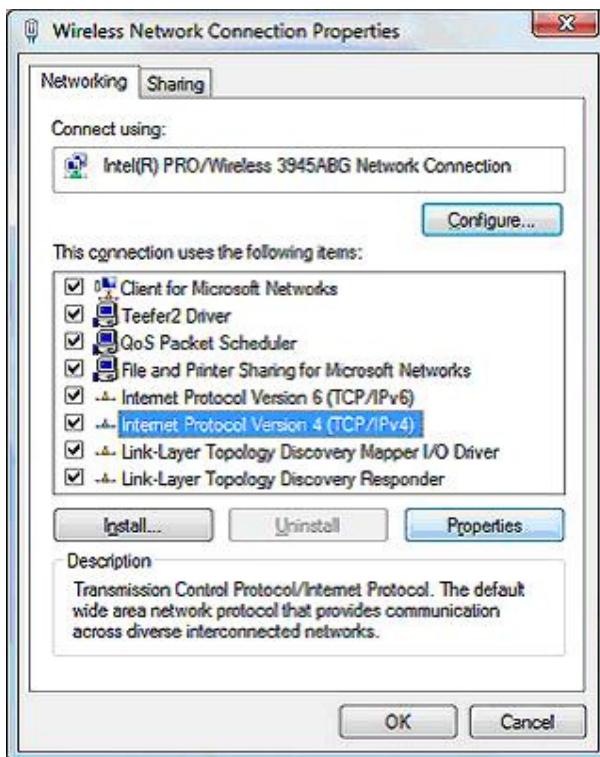 Wireless Network Connection Properties
Networking
Sharing
Connect using:
Intel(R) PRO/Wireless 3945ABG Network Connection
Configure...
This connection uses the following items:
Client for Microsoft Networks
Teefer2 Driver
QoS Packet Scheduler
File and Printer Sharing for Microsoft Networks
Internet Protocol Version 6 (TCP/IPv6)
Internet Protocol Version 4 (TCP/IPv4)
Link-Layer Topology Discovery Mapper I/O Driver
Link-Layer Topology Discovery Responder
Install...
Uninstall
Properties
Description
Transmission Control Protocol/Internet Protocol. The default
wide area network protocol that provides communication
across diverse interconnected networks.
OK
Cancel